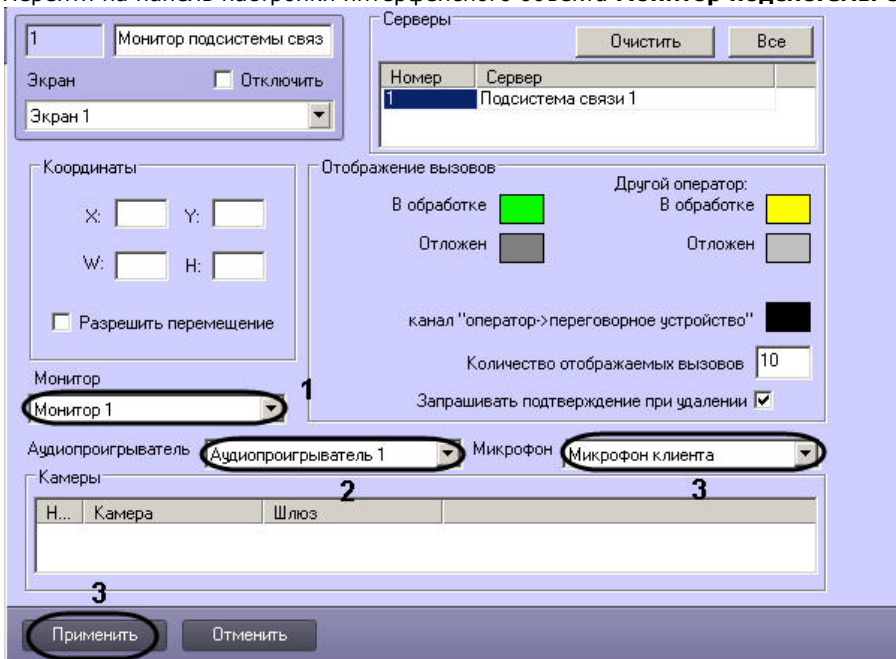 Перейти на панель настройки интерфейсного объекта Монитор подсистемы
1 Монитор подсистемы связ
Экран Отключить
Экран 1
Серверы
Очистить Все
Номер Сервер
1 Подсистема связи 1
Координаты
X: Y:
W: H:
Разрешить перемещение
Отображение вызовов
Другой оператор:
В обработке В обработке
Отложен Отложен
канал "оператор->переговорное устройство"
Количество отображаемых вызовов 10
Запрашивать подтверждение при удалении
Монитор
Монитор 1
1
Аудиопроигрыватель Аудиопроигрыватель 1 Микрофон Микрофон клиента
2 3
Камеры
Н... Камера Шлюз
3
Применить Отменить